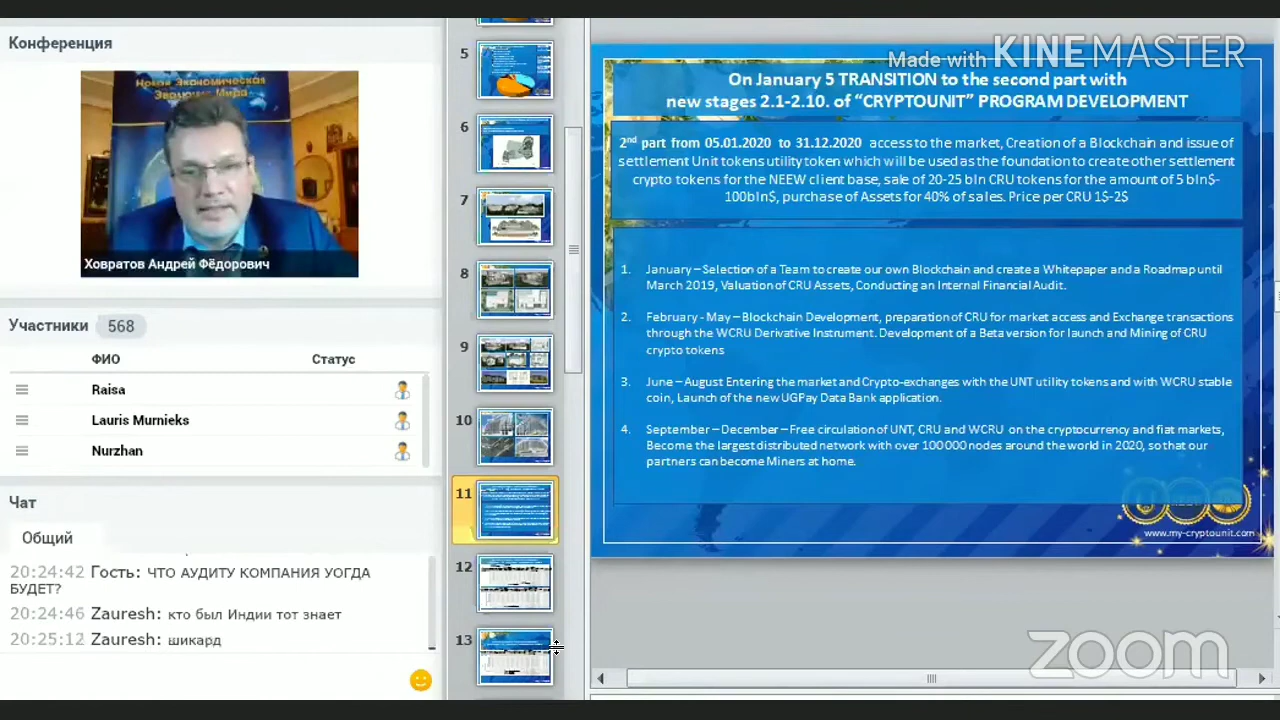 Конференция
Новая Экономическая
Эволюция Мира
Ховратов Андрей Фёдорович
Участники 568
ФИО Статус
Raisa
Lauris Murnieks
Nurzhan
Чат
Общий
20:24:42 Гость: ЧТО АУДИТУ КОМПАНИЯ УОГДА
БУДЕТ?
20:24:46 Zauresh: кто был Индии тот знает
20:25:12 Zauresh: шикард
5
6
7
8
9
10
11
12
13
Made with KINEMASTER
On January 5 TRANSITION to the second part with
new stages 2.1-2.10. of “CRYPTOUNIT” PROGRAM DEVELOPMENT
2nd part from 05.01.2020 to 31.12.2020 access to the market, Creation of a Blockchain and issue of
settlement Unit tokens utility token which will be used as the foundation to create other settlement
crypto tokens for the NEEW client base, sale of 20-25 bln CRU tokens for the amount of 5 bln$-
100bln$, purchase of Assets for 40% of sales. Price per CRU 1$-2$
1. January – Selection of a Team to create our own Blockchain and create a Whitepaper and a Roadmap until
March 2019, Valuation of CRU Assets, Conducting an Internal Financial Audit.
2. February - May – Blockchain Development, preparation of CRU for market access and Exchange transactions
through the WCRU Derivative Instrument. Development of a Beta version for launch and Mining of CRU
crypto tokens
3. June – August Entering the market and Crypto-exchanges with the UNT utility tokens and with WCRU stable
coin, Launch of the new UGPay Data Bank application.
4. September – December – Free circulation of UNT, CRU and WCRU on the cryptocurrency and fiat markets,
Become the largest distributed network with over 100 000 nodes around the world in 2020, so that our
partners can become Miners at home.
www.my-cryptounit.com
zoom